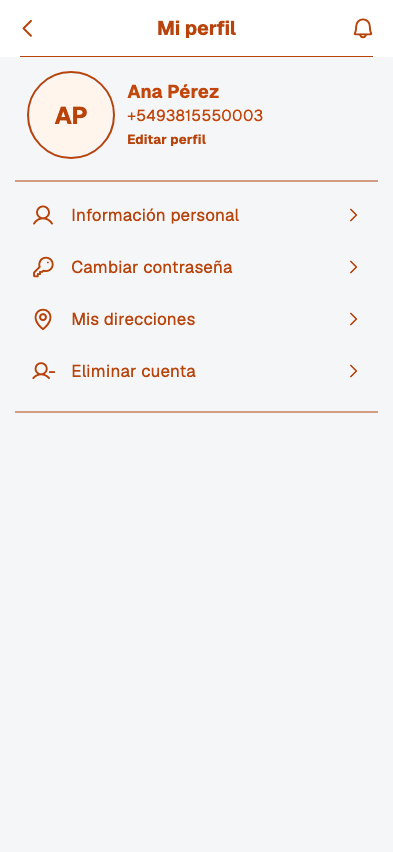 Mi perfil
AP
Ana Pérez
+5493815550003
Editar perfil
Información personal
Cambiar contraseña
Mis direcciones
Eliminar cuenta